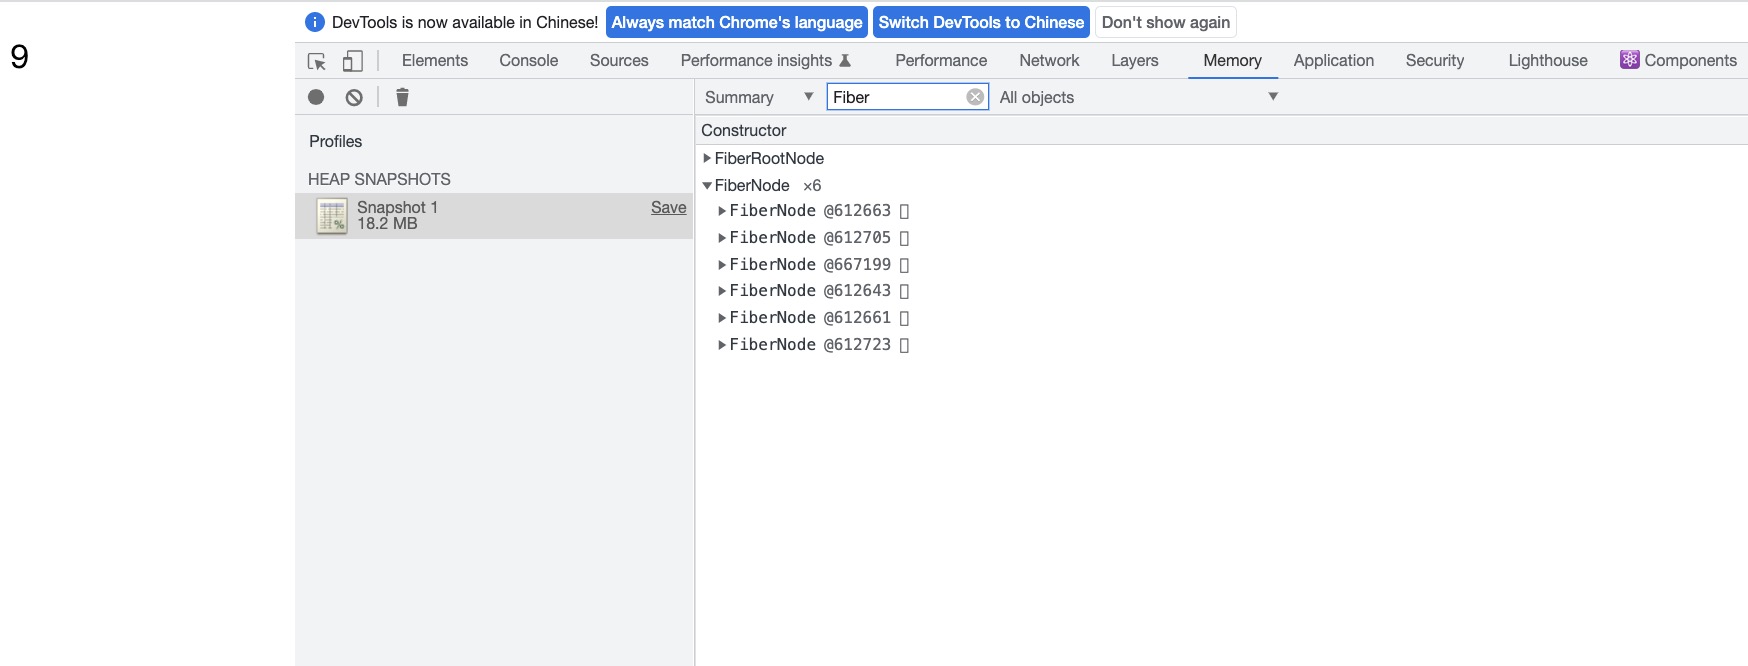 9
DevTools is now available in Chinese! Always match Chrome's language Switch DevTools to Chinese Don't show again
Elements Console Sources Performance insights Performance Network Layers Memory Application Security Lighthouse Components
Summary Fiber All objects
Profiles
HEAP SNAPSHOTS
Snapshot 1 Save
18.2 MB
Constructor
FiberRootNode
FiberNode ×6
FiberNode @612663
FiberNode @612705
FiberNode @667199
FiberNode @612643
FiberNode @612661
FiberNode @612723